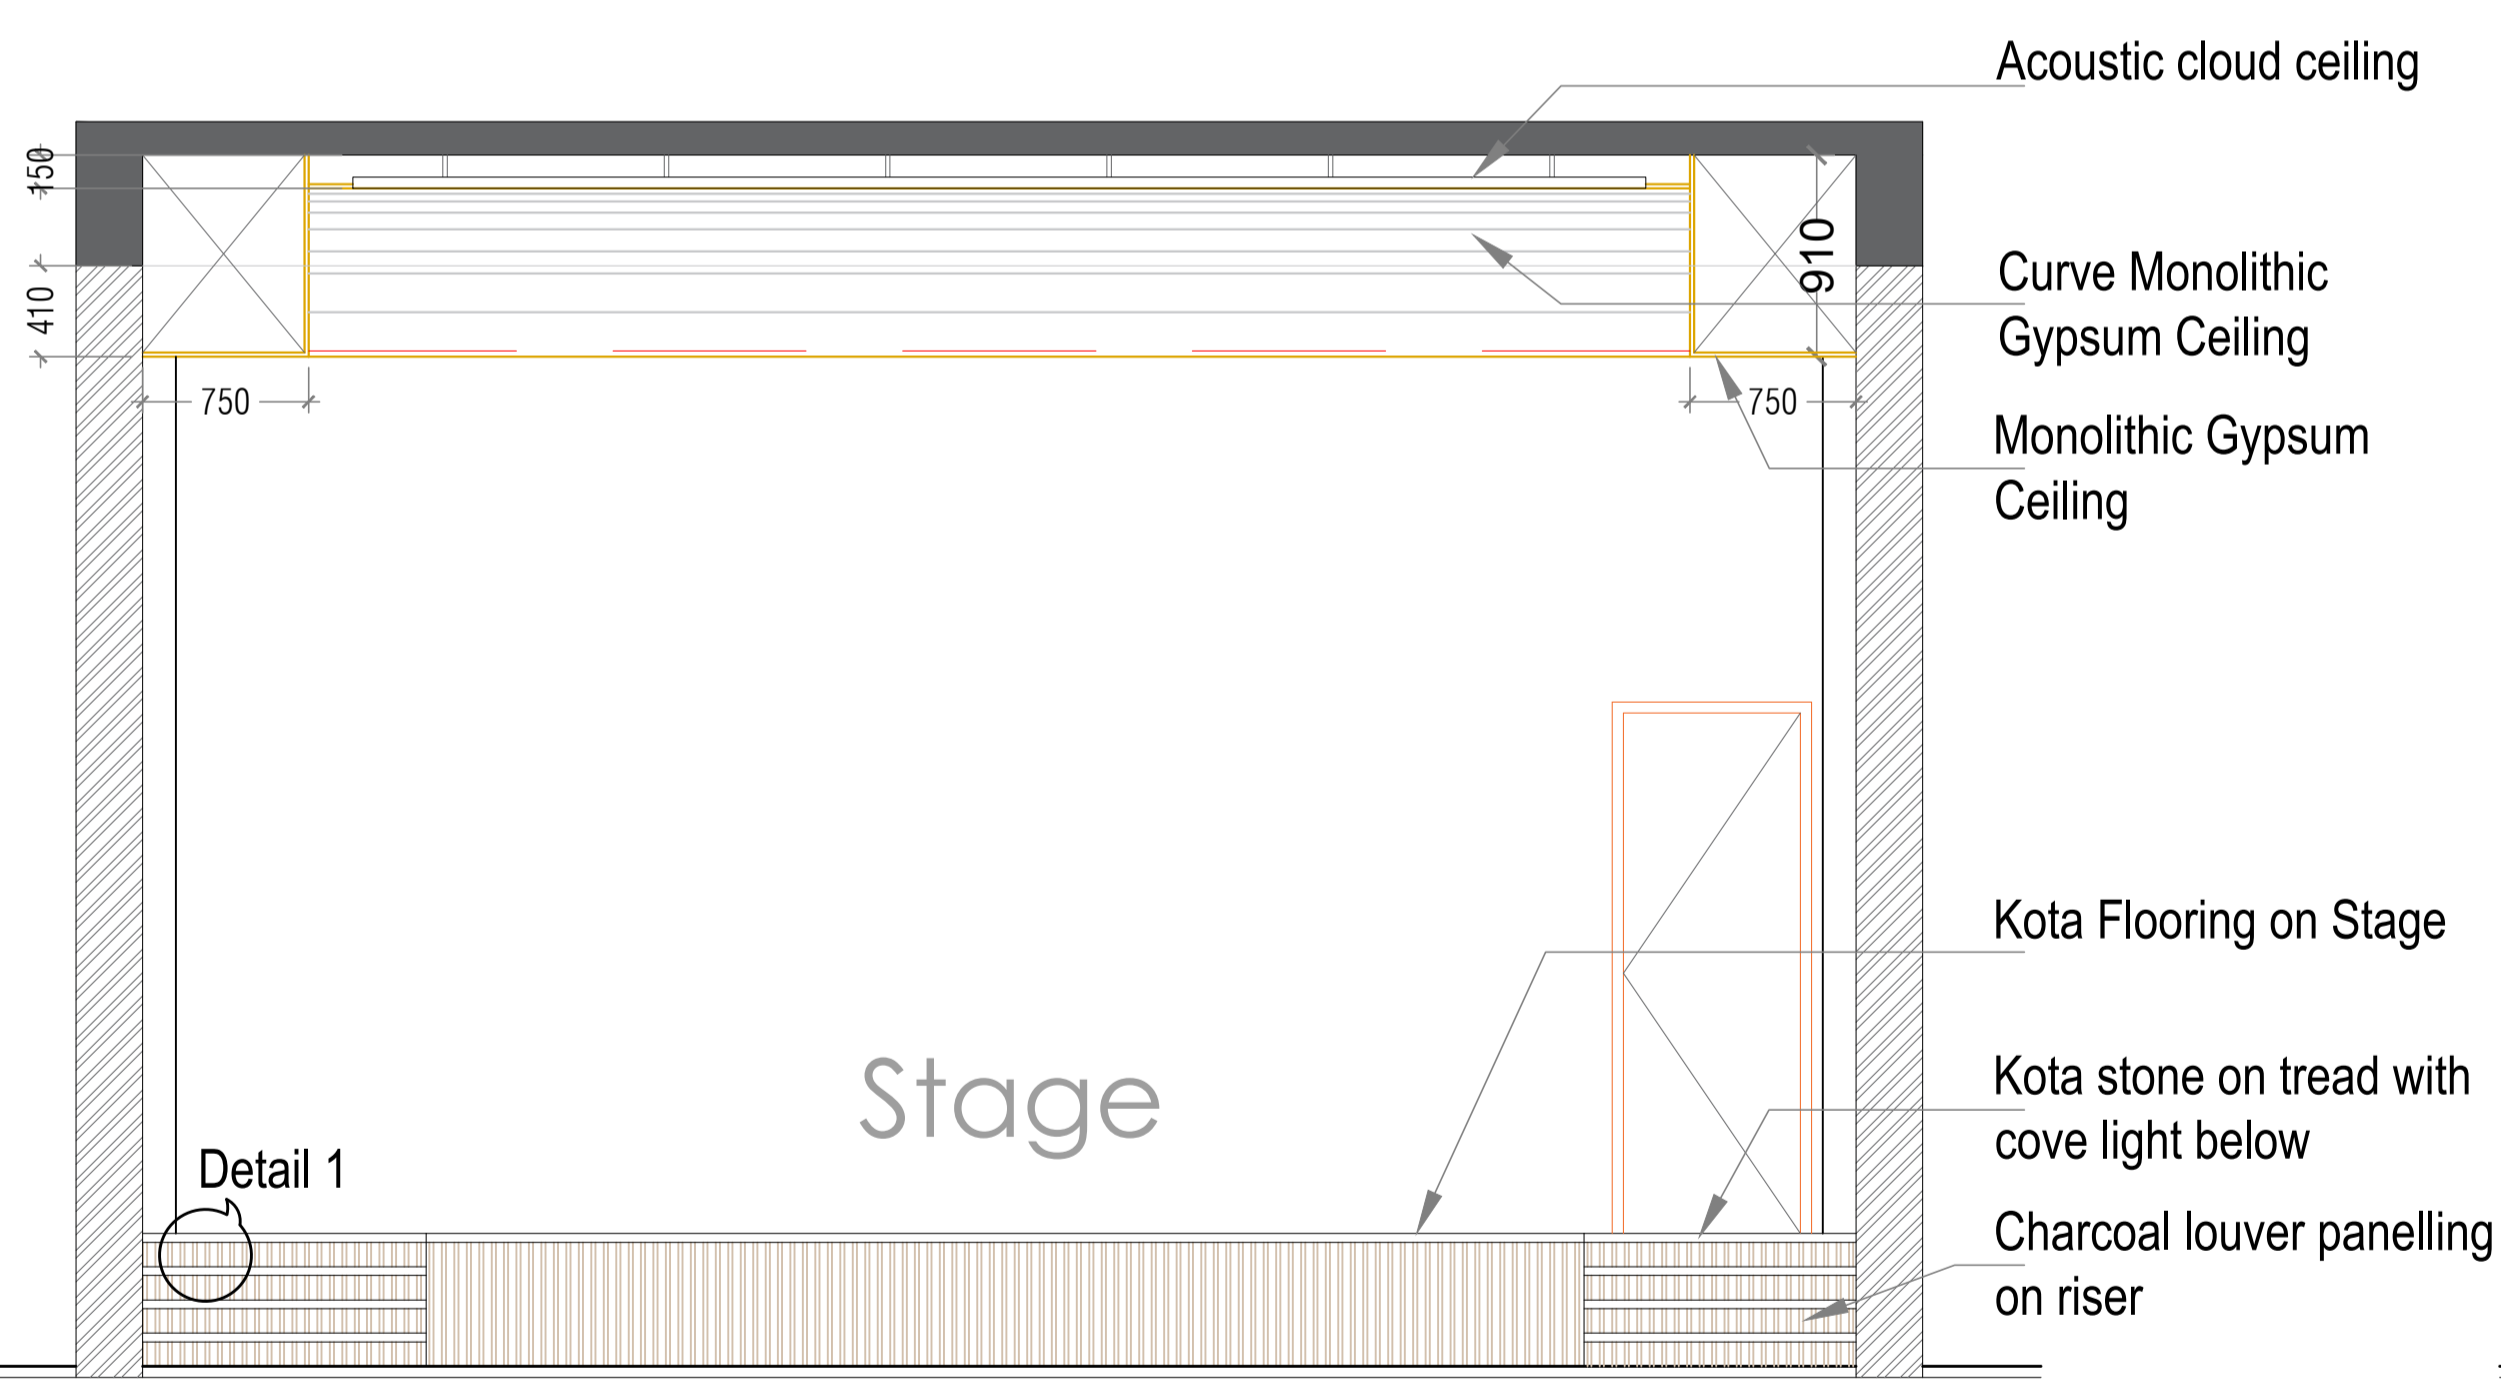 Acoustic cloud ceiling
150
910
Curve Monolithic
Gypsum Ceiling
410
750
750
Monolithic Gypsum
Ceiling
Kota Flooring on Stage
Stage
Kota stone on tread with
cove light below
Detail 1
Charcoal louver panelling
on riser